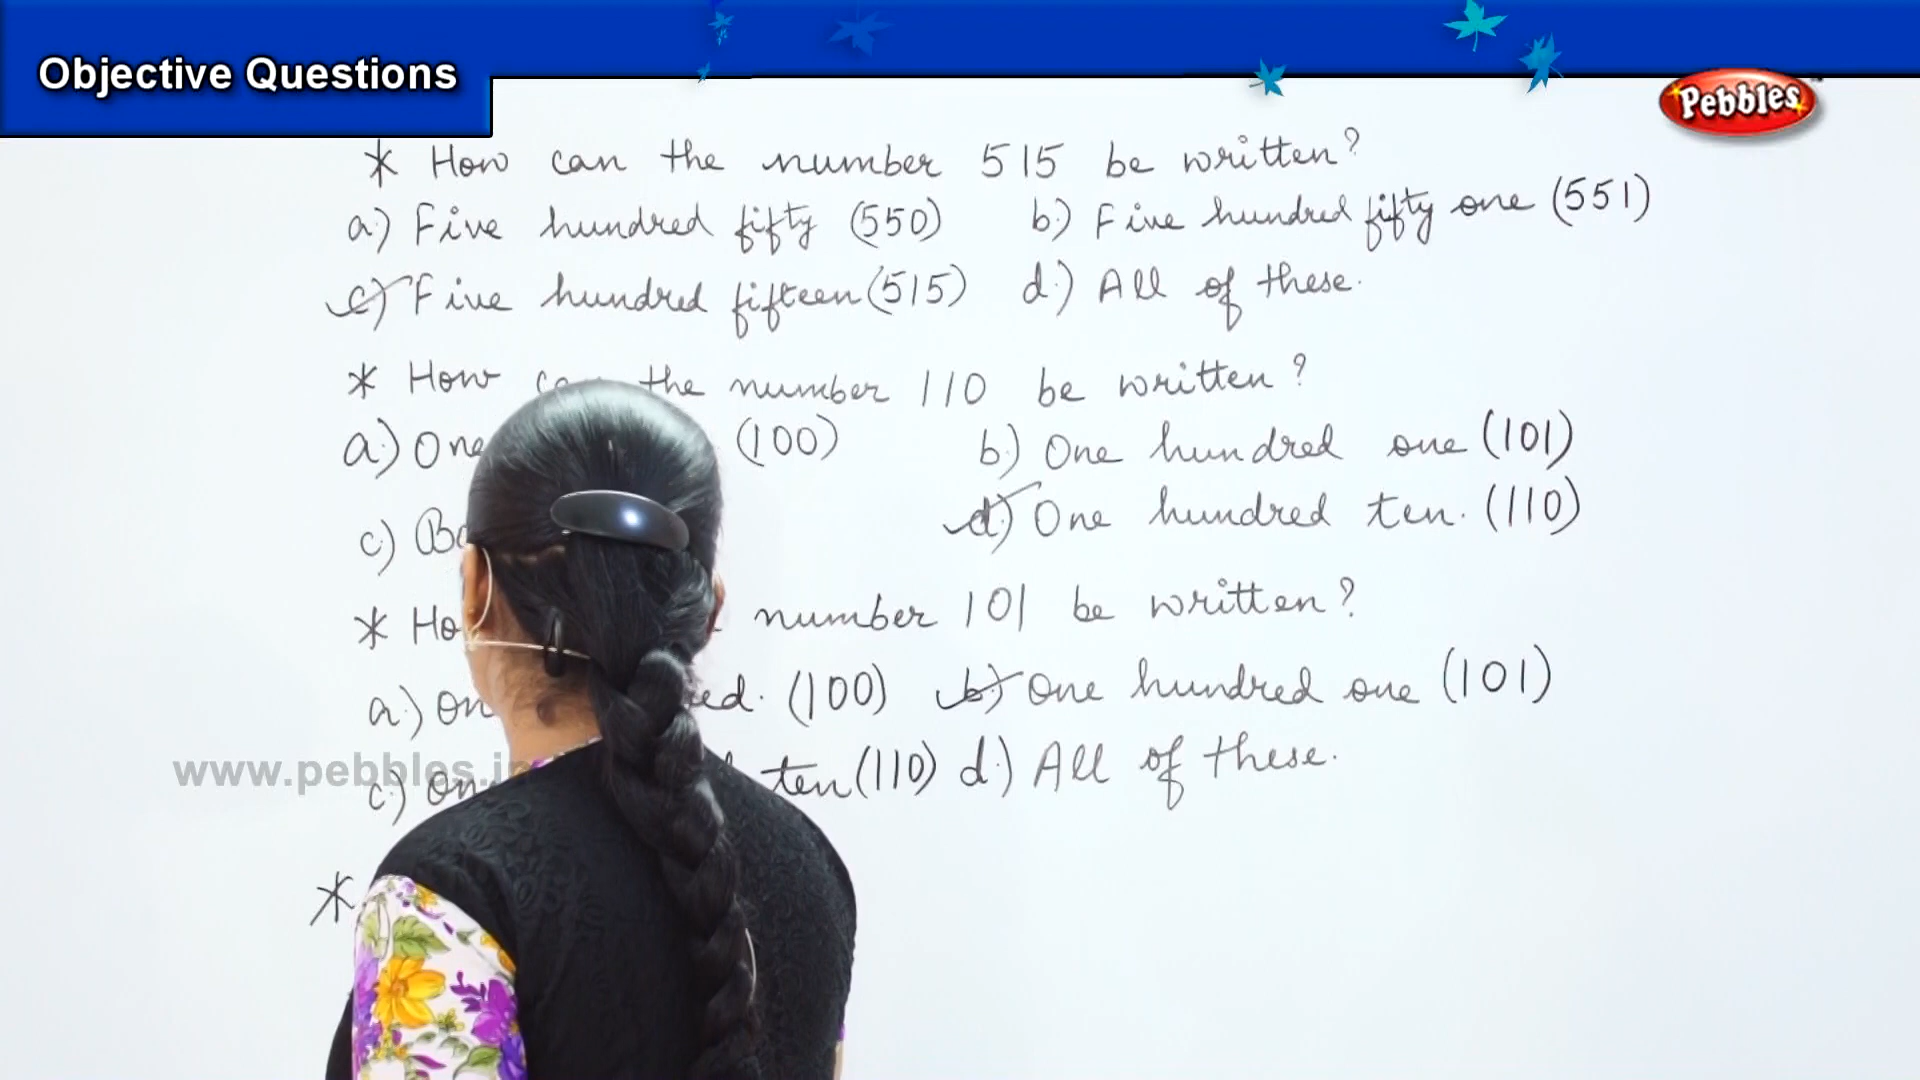 Objective Questions
Pebbles
* How can the number 515 be written?
a.) Five hundred fifty (550) b.) Five hundred fifty one (551)
c.) Five hundred fifteen (515) d.) All of these.
* How the number 110 be written?
a.) One (100) b.) One hundred one (101)
c.) d.) One hundred ten. (110)
* number 101 be written?
a.) (100) b.) One hundred one (101)
www.pebbles.in
c.) ten (110) d.) All of these.
*